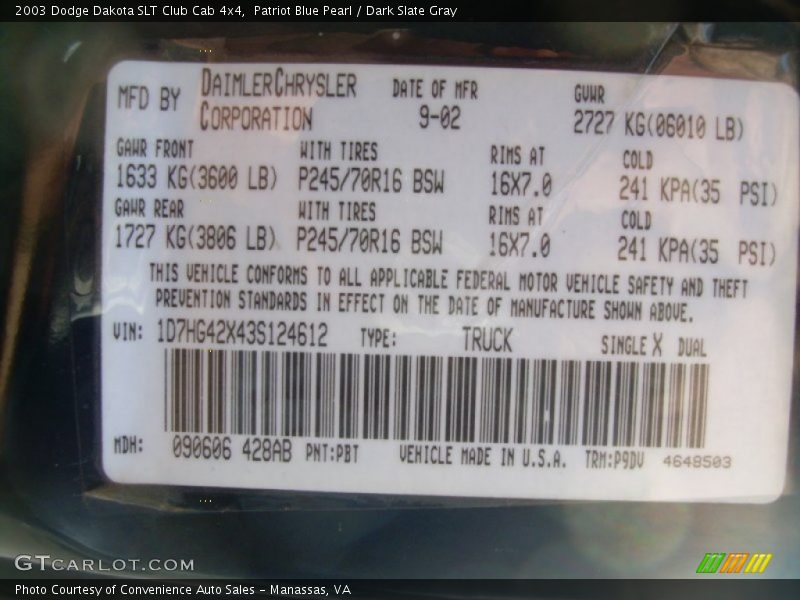 2003 Dodge Dakota SLT Club Cab 4x4, Patriot Blue Pearl / Dark Slate Gray
MFD BY DAIMLERCHRYSLER CORPORATION DATE OF MFR 9-02 GVWR 2727 KG(06010 LB)
GAWR FRONT WITH TIRES RIMS AT COLD
1633 KG(3600 LB) P245/70R16 BSW 16X7.0 241 KPA(35 PSI)
GAWR REAR WITH TIRES RIMS AT COLD
1727 KG(3806 LB) P245/70R16 BSW 16X7.0 241 KPA(35 PSI)
THIS VEHICLE CONFORMS TO ALL APPLICABLE FEDERAL MOTOR VEHICLE SAFETY AND THEFT
PREVENTION STANDARDS IN EFFECT ON THE DATE OF MANUFACTURE SHOWN ABOVE.
VIN: 1D7HG42X43S124612 TYPE: TRUCK SINGLE X DUAL
MDH: 090606 428AB PNT:PBT VEHICLE MADE IN U.S.A. TRM:P9DV 4648503
GTCARLOT.COM
Photo Courtesy of Convenience Auto Sales - Manassas, VA